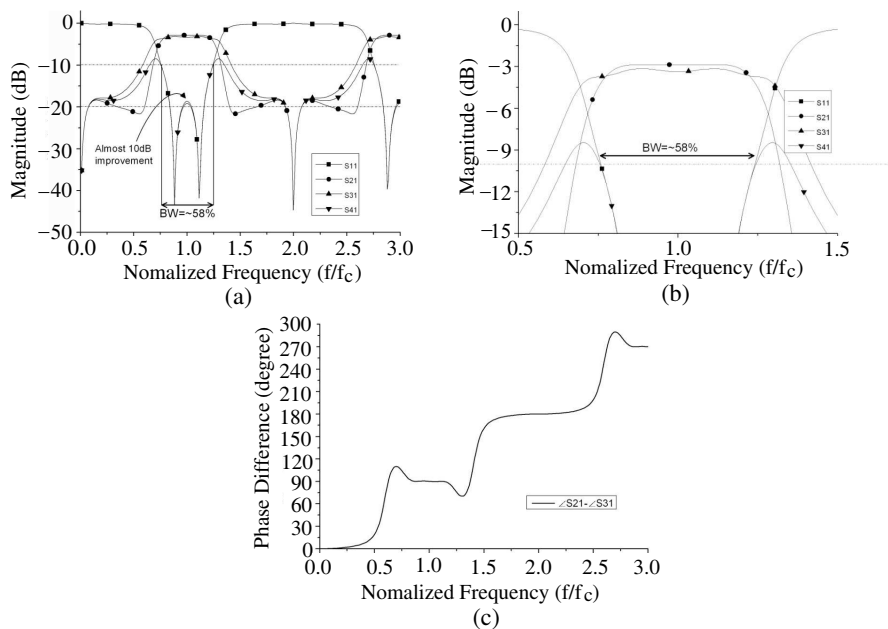 0
−10
−20
−30
−40
−50
Magnitude (dB)
Almost 10dB
improvement
BW=~58%
S11
S21
S31
S41
0.0
0.5
1.0
1.5
2.0
2.5
3.0
Nomalized Frequency (f/fc)
(a)
0
−3
−6
−9
−12
−15
Magnitude (dB)
BW=~58%
S11
S21
S31
S41
0.5
1.0
1.5
Nomalized Frequency (f/fc)
(b)
300
270
240
210
180
150
120
90
60
30
0
Phase Difference (degree)
∠S21-∠S31
0.0
0.5
1.0
1.5
2.0
2.5
3.0
Nomalized Frequency (f/fc)
(c)